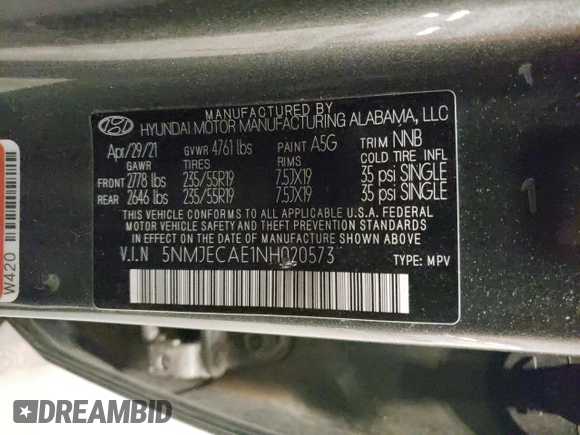 MANUFACTURED BY
HYUNDAI MOTOR MANUFACTURING ALABAMA, LLC
Apr/29/21 GVWR 4761 lbs PAINT A5G TRIM NNB
GAWR TIRES RIMS COLD TIRE INFL.
FRONT 2778 lbs 235/55R19 7.5JX19 35 psi SINGLE
REAR 2646 lbs 235/55R19 7.5JX19 35 psi SINGLE
THIS VEHICLE CONFORMS TO ALL APPLICABLE U.S.A. FEDERAL
MOTOR VEHICLE SAFETY AND THEFT PREVENTION STANDARDS
IN EFFECT ON THE DATE OF MANUFACTURE SHOWN ABOVE.
V.I.N 5NMJECAE1NH020573 TYPE: MPV
W420
DREAMBID